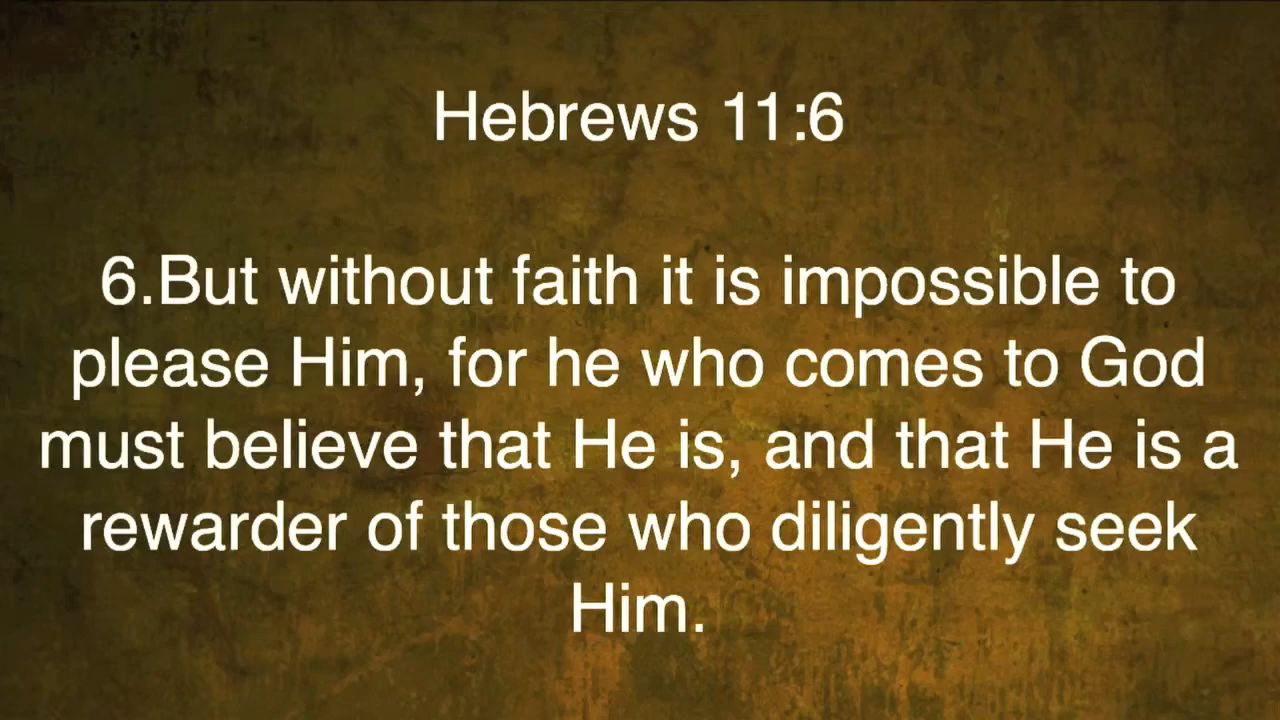 Hebrews 11:6
6.But without faith it is impossible to
please Him, for he who comes to God
must believe that He is, and that He is a
rewarder of those who diligently seek
Him.